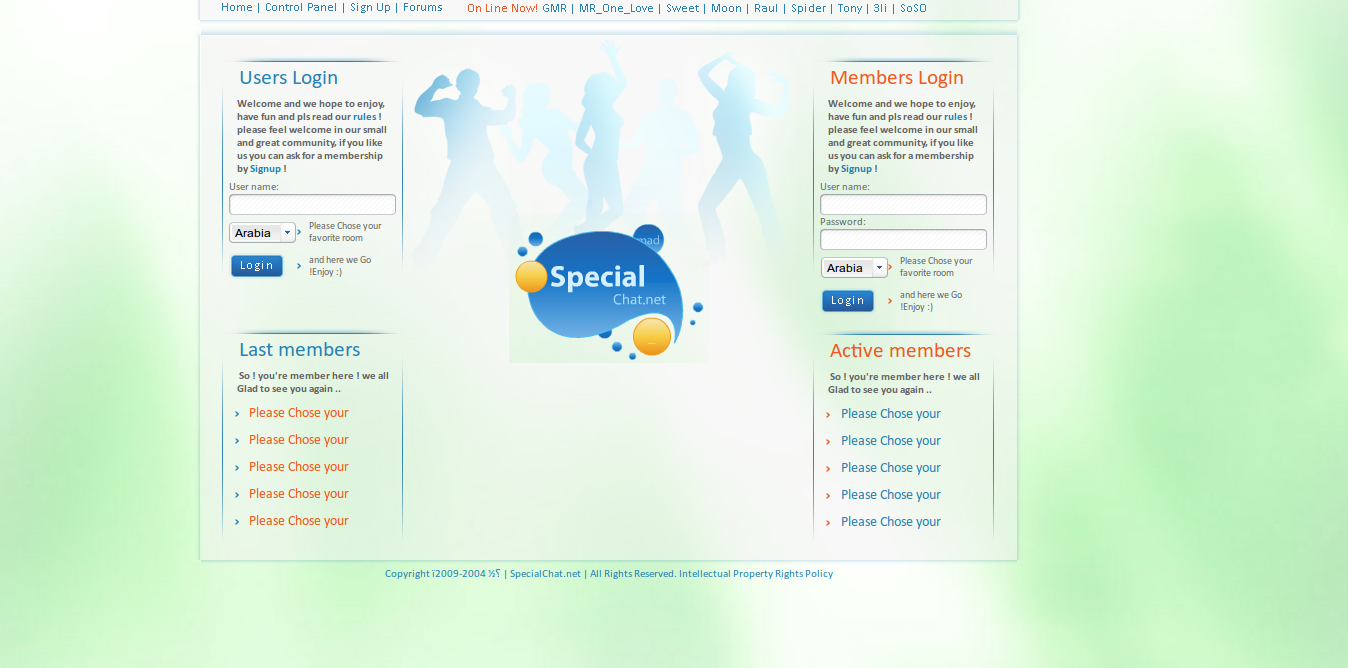 Home | Control Panel | Sign Up | Forums
On Line Now! GMR | MR_One_Love | Sweet | Moon | Raul | Spider | Tony | 3li | SoSO
Users Login
Welcome and we hope to enjoy,
have fun and pls read our rules !
please feel welcome in our small
and great community, if you like
us you can ask for a membership
by Signup !
User name:
Arabia
Please Chose your
favorite room
Login
and here we Go
!Enjoy :)
Last members
So ! you're member here ! we all
Glad to see you again ..
Please Chose your
Please Chose your
Please Chose your
Please Chose your
Please Chose your
mad
Special
Chat.net
Members Login
Welcome and we hope to enjoy,
have fun and pls read our rules !
please feel welcome in our small
and great community, if you like
us you can ask for a membership
by Signup !
User name:
Password:
Arabia
Please Chose your
favorite room
Login
and here we Go
!Enjoy :)
Active members
So ! you're member here ! we all
Glad to see you again ..
Please Chose your
Please Chose your
Please Chose your
Please Chose your
Please Chose your
Copyright ï2009-2004 ½؟ | SpecialChat.net | All Rights Reserved. Intellectual Property Rights Policy